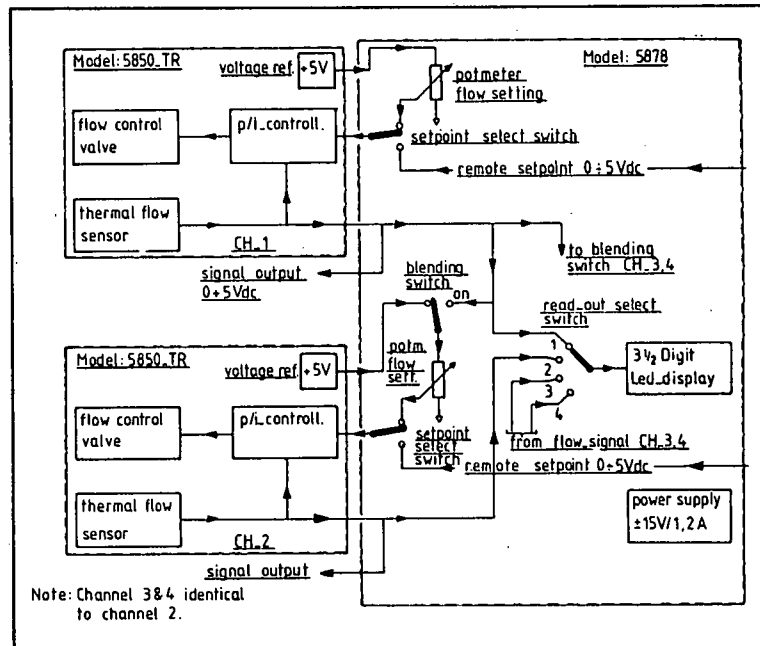 Model: 5850_TR
voltage ref.
+5V
Model: 5878
potmeter
flow setting
flow control
valve
p/i_controll.
setpoint select switch
remote setpoint 0÷5Vdc
thermal flow
sensor
CH_1
signal output
0÷5Vdc
to blending
switch CH_3,4
blending
switch
on
read_out select
switch
1
2
3
4
3½ Digit
Led_display
Model: 5850_TR
voltage ref.
+5V
potm.
flow
sett.
flow control
valve
p/i_controll.
setpoint
select
switch
from flow_signal CH_3,4
remote setpoint 0÷5Vdc
thermal flow
sensor
CH_2
power supply
±15V/1,2A
signal output
Note: Channel 3&4 identical
to channel 2.